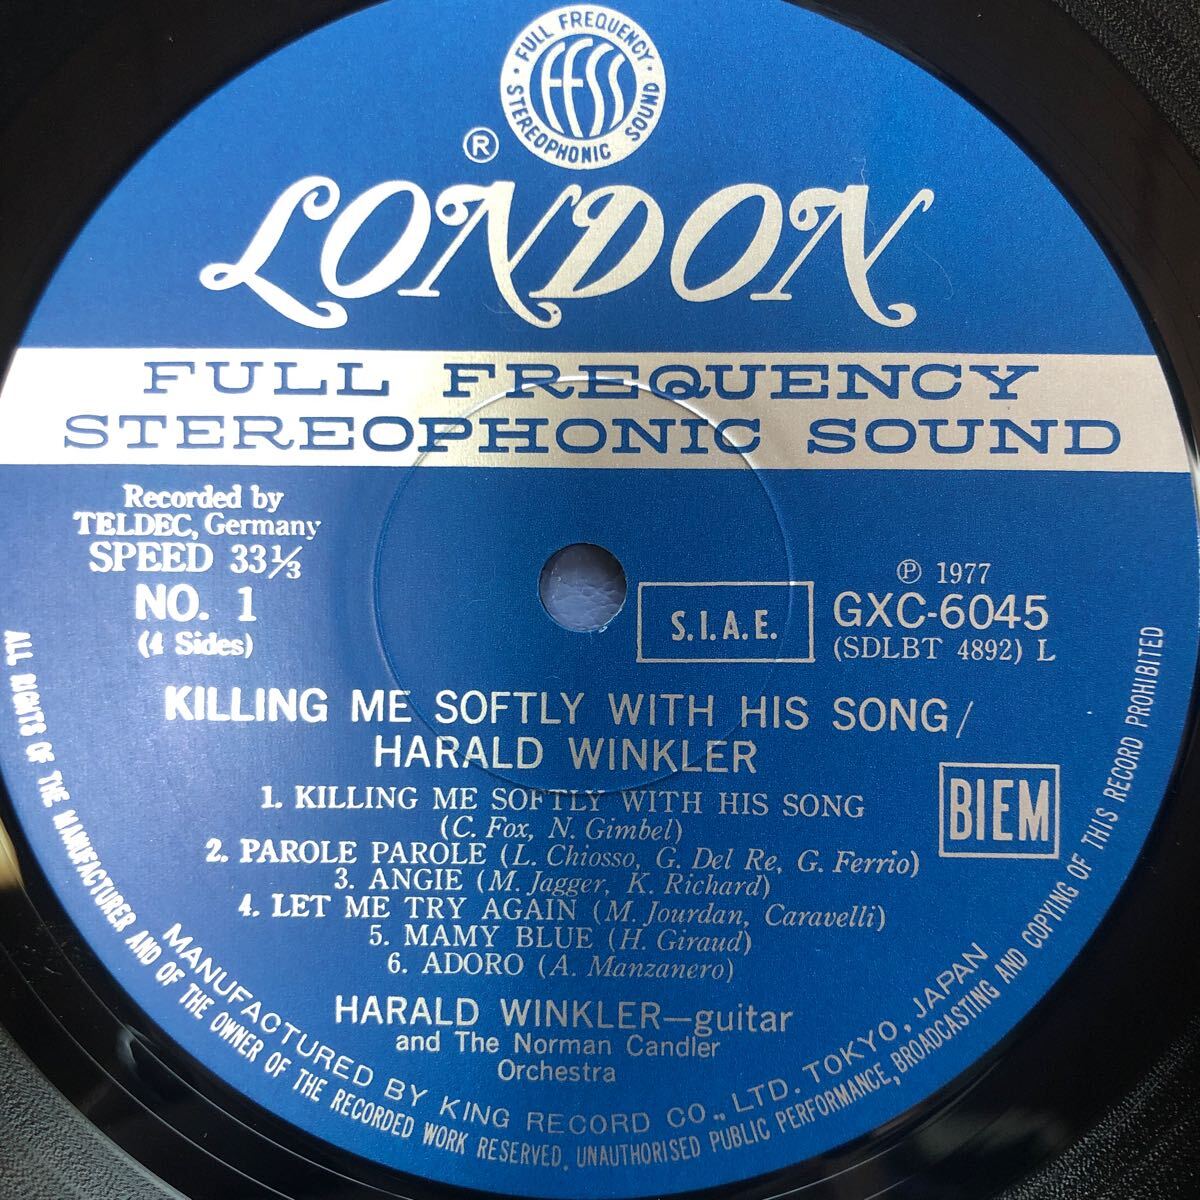 FULL FREQUENCY
STEREOPHONIC SOUND
FFSS
®
LONDON
FULL FREQUENCY
STEREOPHONIC SOUND
Recorded by
TELDEC, Germany
SPEED 33⅓
NO. 1
(4 Sides)
S.I.A.E.
Ⓟ 1977
GXC-6045
(SDLBT 4892) L
KILLING ME SOFTLY WITH HIS SONG/
HARALD WINKLER
1. KILLING ME SOFTLY WITH HIS SONG
(C. Fox, N. Gimbel)
2. PAROLE PAROLE (L. Chiosso, G. Del Re, G. Ferrio)
3. ANGIE (M. Jagger, K. Richard)
4. LET ME TRY AGAIN (M. Jourdan, Caravelli)
5. MAMY BLUE (H. Giraud)
6. ADORO (A. Manzanero)
BIEM
HARALD WINKLER—guitar
and The Norman Candler
Orchestra
MANUFACTURED BY KING RECORD CO., LTD. TOKYO, JAPAN
ALL RIGHTS OF THE MANUFACTURER AND OF THE OWNER OF THE RECORDED WORK RESERVED. UNAUTHORISED PUBLIC PERFORMANCE, BROADCASTING AND COPYING OF THIS RECORD PROHIBITED